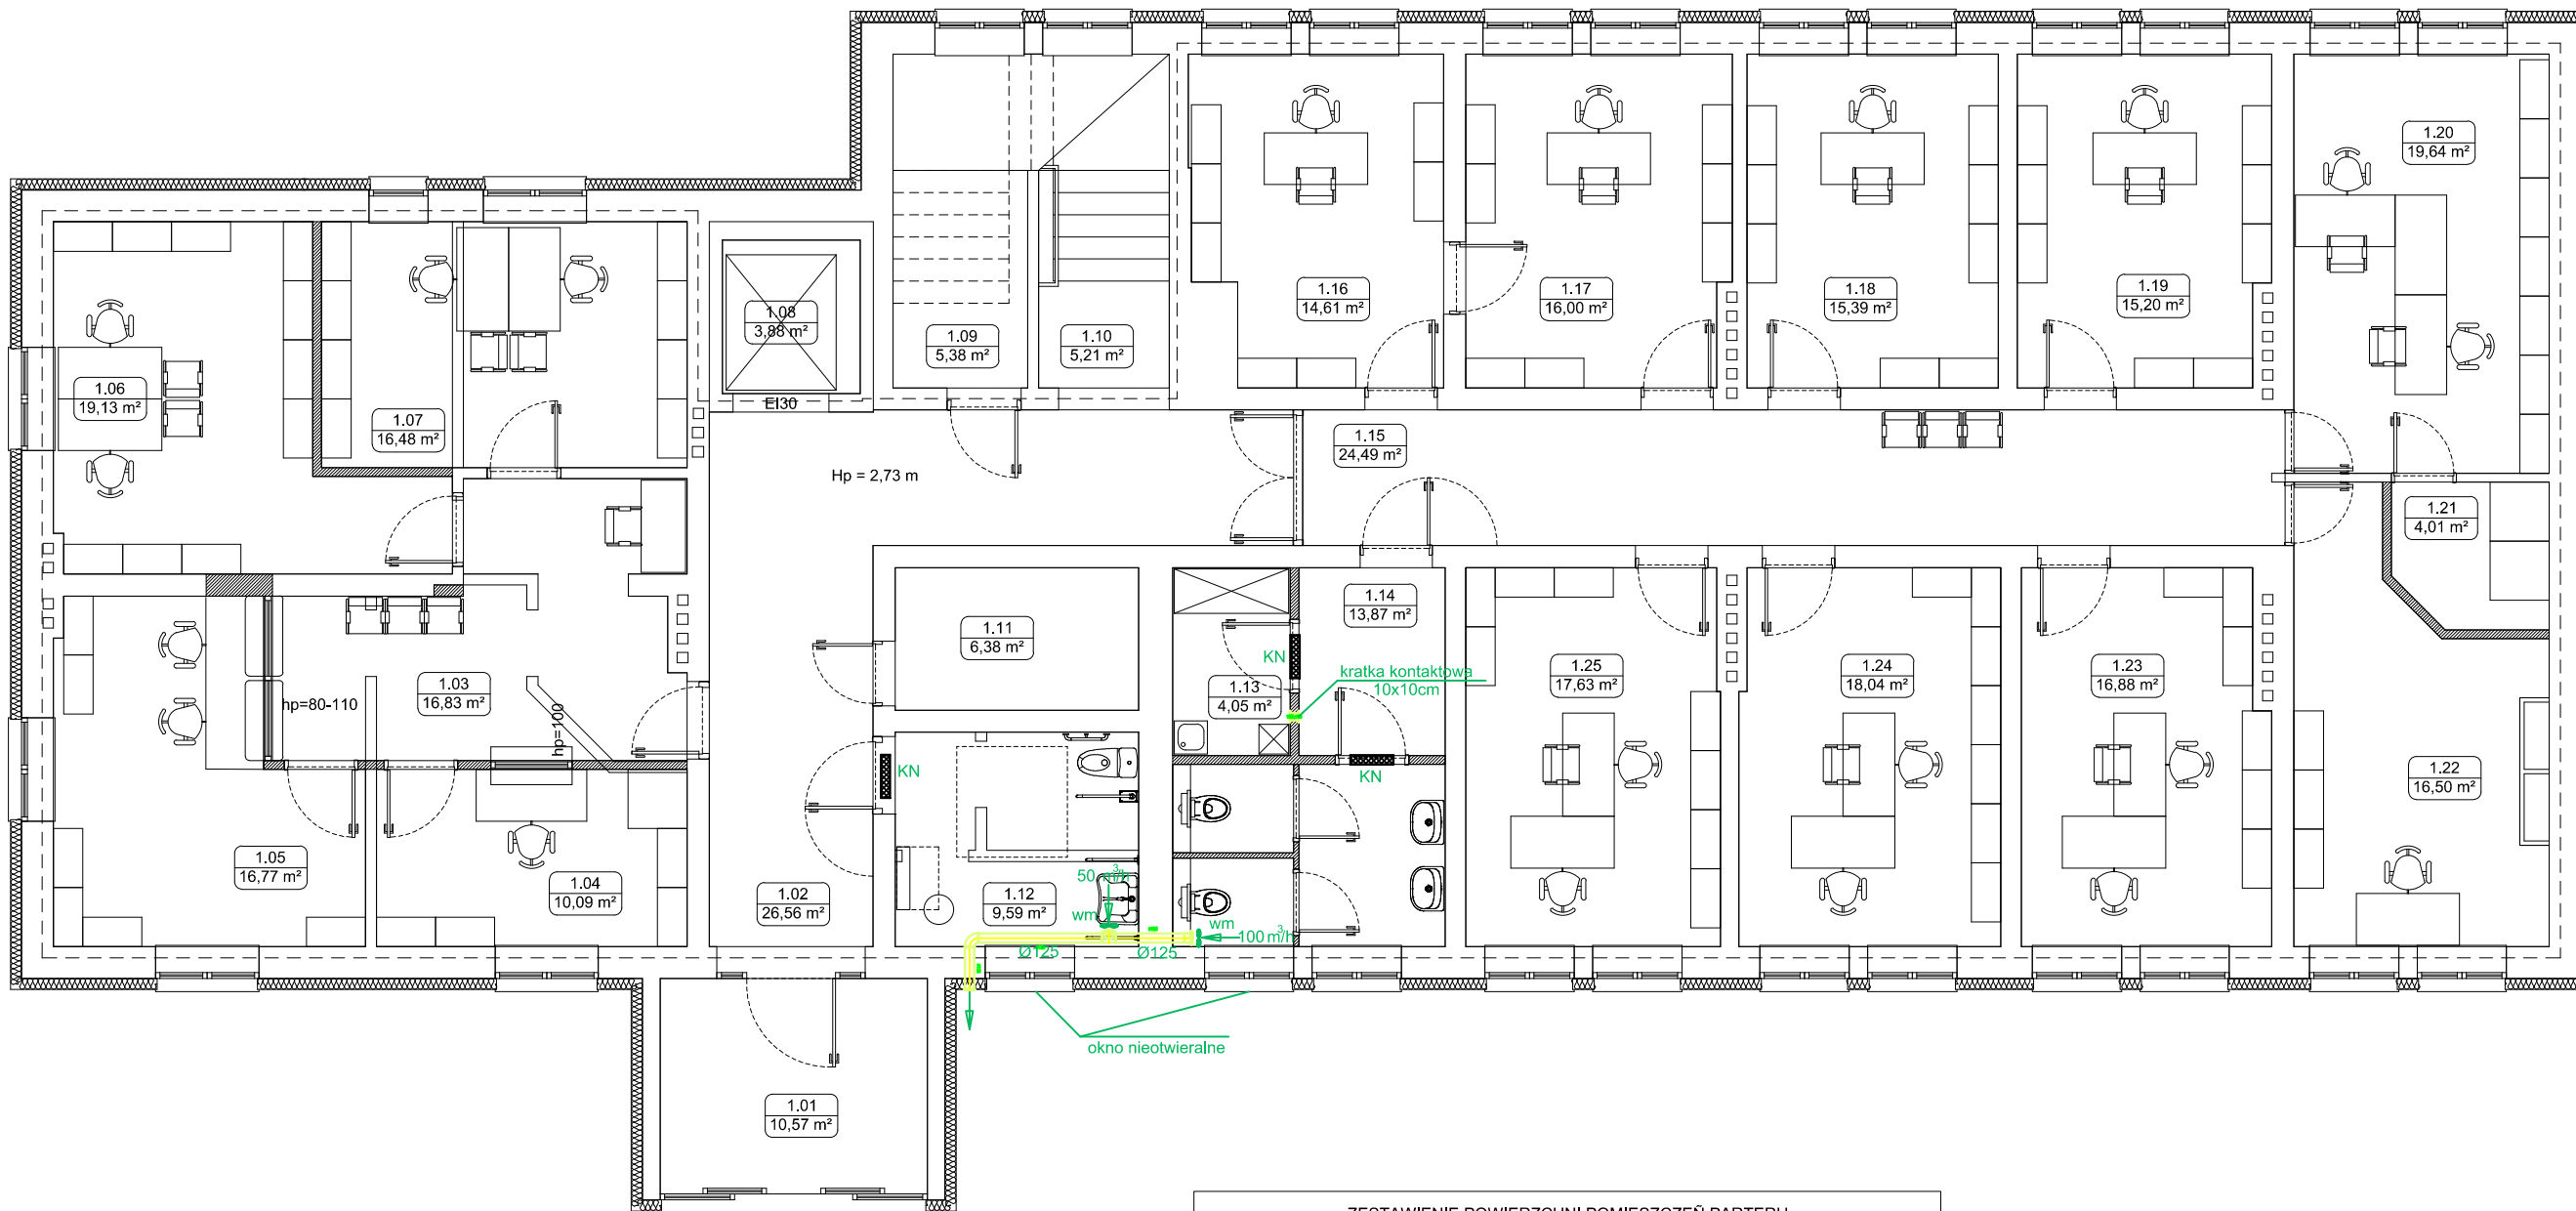 1.20
19,64 m²
1.16
14,61 m²
1.17
16,00 m²
1.18
15,39 m²
1.19
15,20 m²
1.08
3,88 m²
1.09
5,38 m²
1.10
5,21 m²
1.06
19,13 m²
1.07
16,48 m²
EI30
1.15
24,49 m²
Hp = 2,73 m
1.21
4,01 m²
1.14
13,87 m²
1.11
6,38 m²
KN
kratka kontaktowa
10x10cm
1.13
4,05 m²
1.25
17,63 m²
1.24
18,04 m²
1.23
16,88 m²
1.03
16,83 m²
hp=80-110
hp=100
KN
KN
1.22
16,50 m²
1.05
16,77 m²
1.04
10,09 m²
1.02
26,56 m²
1.12
9,59 m²
50 m³/h
wm
wm
100 m³/h
Ø125
Ø125
okno nieotwieralne
1.01
10,57 m²
ZESTAWIENIE POWIERZCHNI POMIESZCZEŃ PARTERU